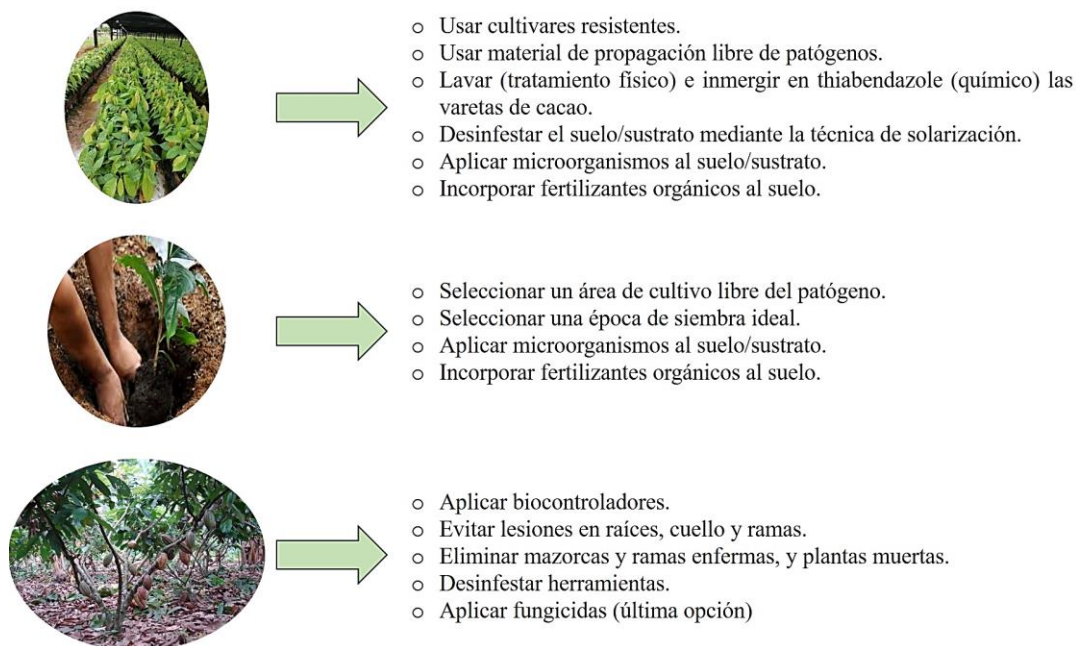 o Usar cultivares resistentes.
o Usar material de propagación libre de patógenos.
o Lavar (tratamiento físico) e inmergir en thiabendazole (químico) las
varetas de cacao.
o Desinfestar el suelo/sustrato mediante la técnica de solarización.
o Aplicar microorganismos al suelo/sustrato.
o Incorporar fertilizantes orgánicos al suelo.
o Seleccionar un área de cultivo libre del patógeno.
o Seleccionar una época de siembra ideal.
o Aplicar microorganismos al suelo/sustrato.
o Incorporar fertilizantes orgánicos al suelo.
o Aplicar biocontroladores.
o Evitar lesiones en raíces, cuello y ramas.
o Eliminar mazorcas y ramas enfermas, y plantas muertas.
o Desinfestar herramientas.
o Aplicar fungicidas (última opción)